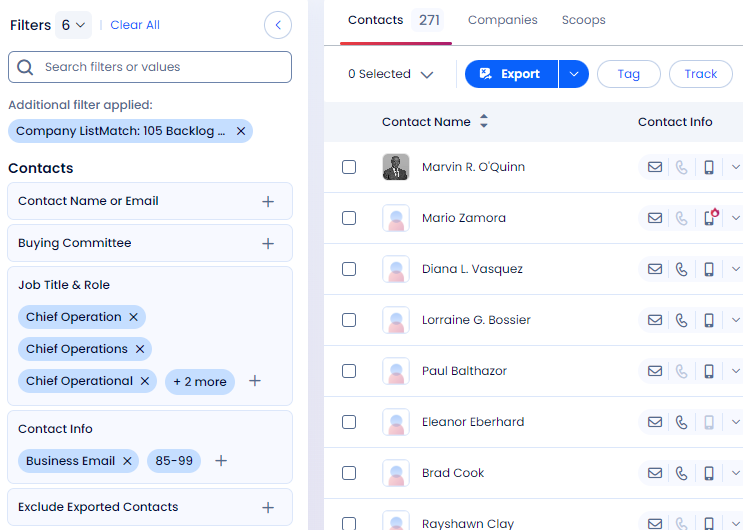 Filters 6 Clear All
Search filters or values
Additional filter applied:
Company ListMatch: 105 Backlog ...
Contacts
Contact Name or Email
Buying Committee
Job Title & Role
Chief Operation
Chief Operations
Chief Operational + 2 more
Contact Info
Business Email 85-99
Exclude Exported Contacts
Contacts 271 Companies Scoops
0 Selected Export Tag Track
Contact Name Contact Info
Marvin R. O'Quinn
Mario Zamora
Diana L. Vasquez
Lorraine G. Bossier
Paul Balthazor
Eleanor Eberhard
Brad Cook
Rayshawn Clay